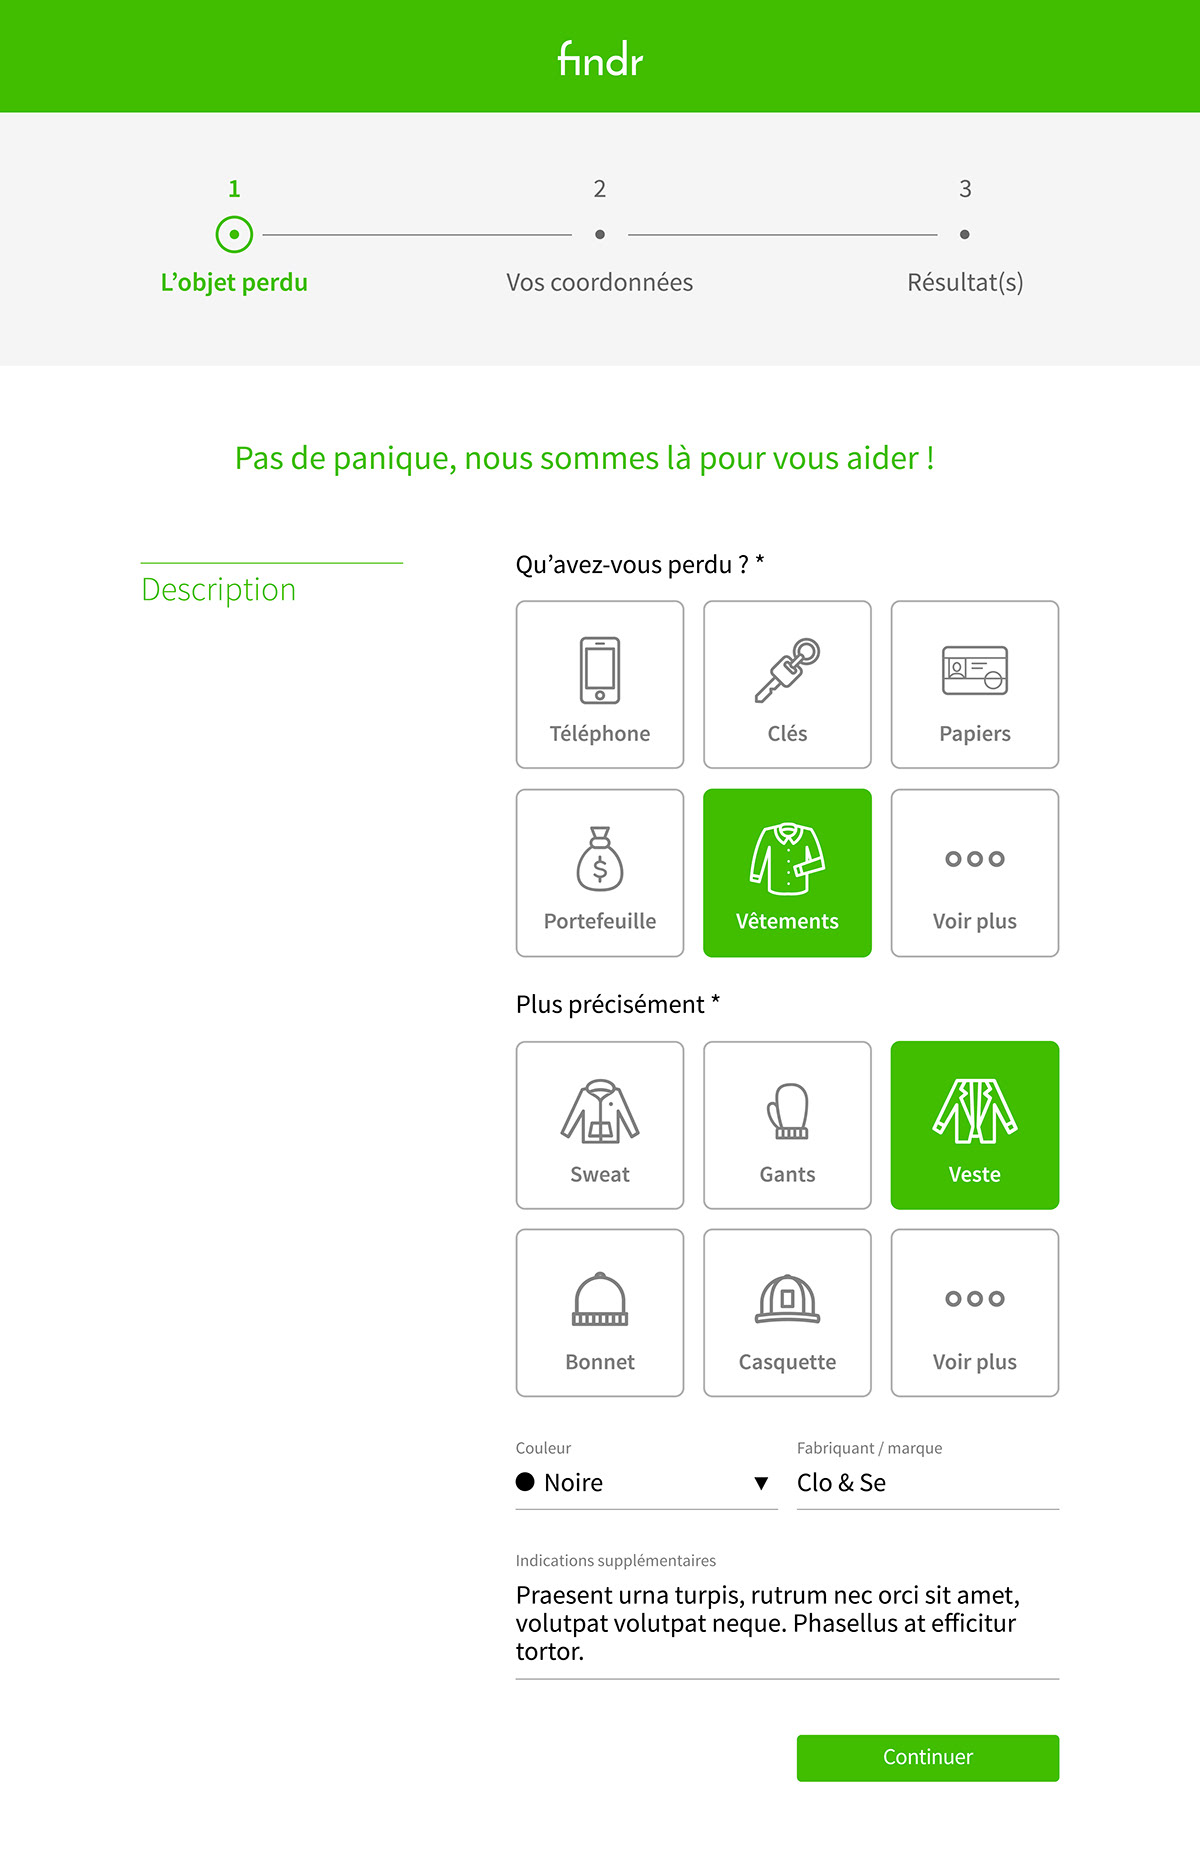 findr
1
2
3
L’objet perdu
Vos coordonnées
Résultat(s)
Pas de panique, nous sommes là pour vous aider !
Description
Qu’avez-vous perdu ? *
Téléphone
Clés
Papiers
$
Portefeuille
Vêtements
Voir plus
Plus précisément *
Sweat
Gants
Veste
Bonnet
Casquette
Voir plus
Couleur
Fabriquant / marque
Noire
Clo & Se
Indications supplémentaires
Praesent urna turpis, rutrum nec orci sit amet,
volutpat volutpat neque. Phasellus at efficitur
tortor.
Continuer